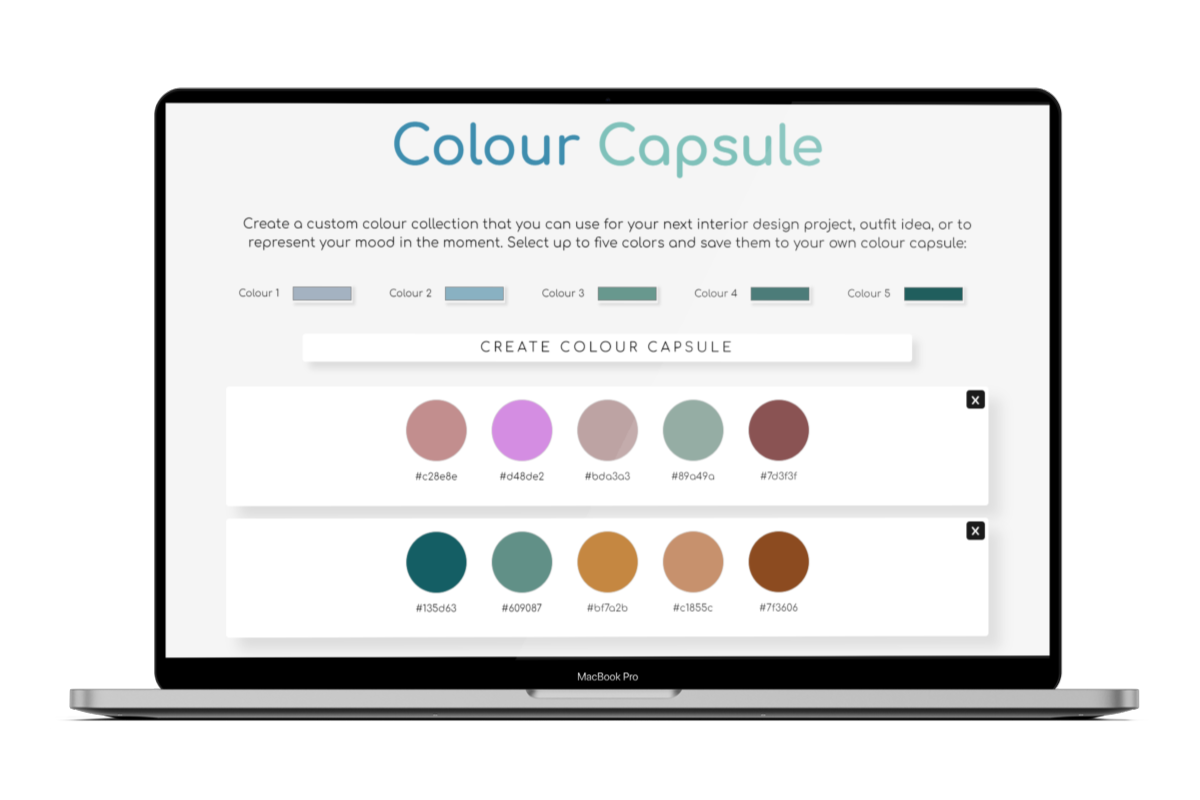 Colour Capsule
Create a custom colour collection that you can use for your next interior design project, outfit idea, or to
represent your mood in the moment. Select up to five colors and save them to your own colour capsule:
Colour 1 Colour 2 Colour 3 Colour 4 Colour 5
CREATE COLOUR CAPSULE
X
#c28e8e #d48de2 #bda3a3 #89a49a #7d3f3f
X
#135d63 #609087 #bf7a2b #c1855c #7f3606
MacBook Pro